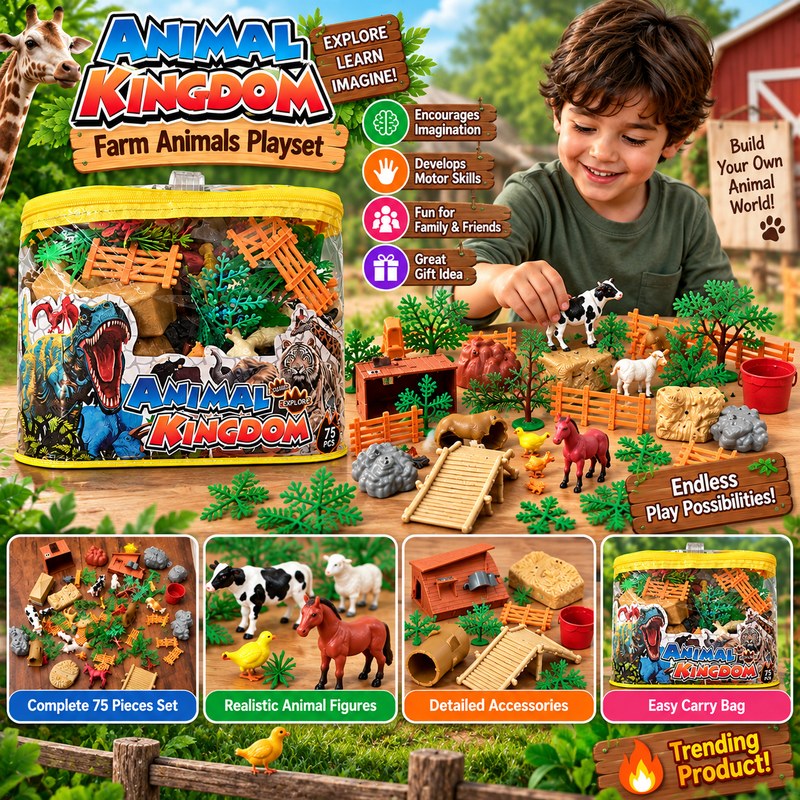 ANIMAL
KINGDOM
Farm Animals Playset
EXPLORE
LEARN
IMAGINE!
Encourages
Imagination
Develops
Motor Skills
Fun for
Family & Friends
Great
Gift Idea
Build
Your Own
Animal
World!
ANIMAL
EXPLORE
KINGDOM
75
PCS
Endless
Play Possibilities!
Complete 75 Pieces Set
Realistic Animal Figures
Detailed Accessories
Easy Carry Bag
ANIMAL
KINGDOM
75
Trending
Product!